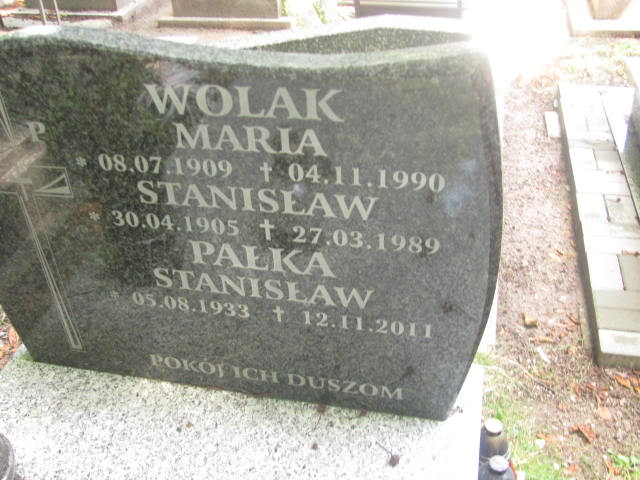 WOLAK
MARIA
* 08.07.1909 † 04.11.1990
STANISŁAW
* 30.04.1905 † 27.03.1989
PAŁKA
STANISŁAW
* 05.08.1933 † 12.11.2011
POKÓJ ICH DUSZOM
P